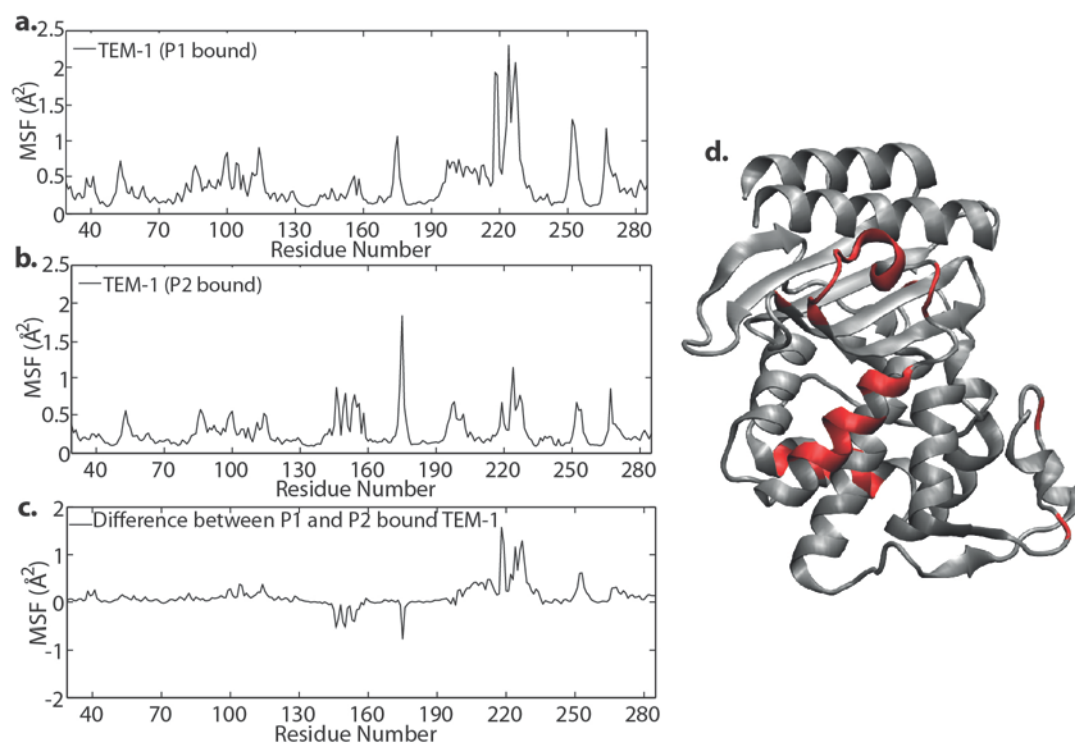 a.
2.5
2
1.5
1
0.5
0
MSF (Å²)
TEM-1 (P1 bound)
40 70 100 130 160 190 220 250 280
Residue Number
b.
2.5
2
1.5
1
0.5
0
MSF (Å²)
TEM-1 (P2 bound)
40 70 100 130 160 190 220 250 280
Residue Number
c.
2
1
0
-1
-2
MSF (Å²)
Difference between P1 and P2 bound TEM-1
40 70 100 130 160 190 220 250 280
Residue Number
d.